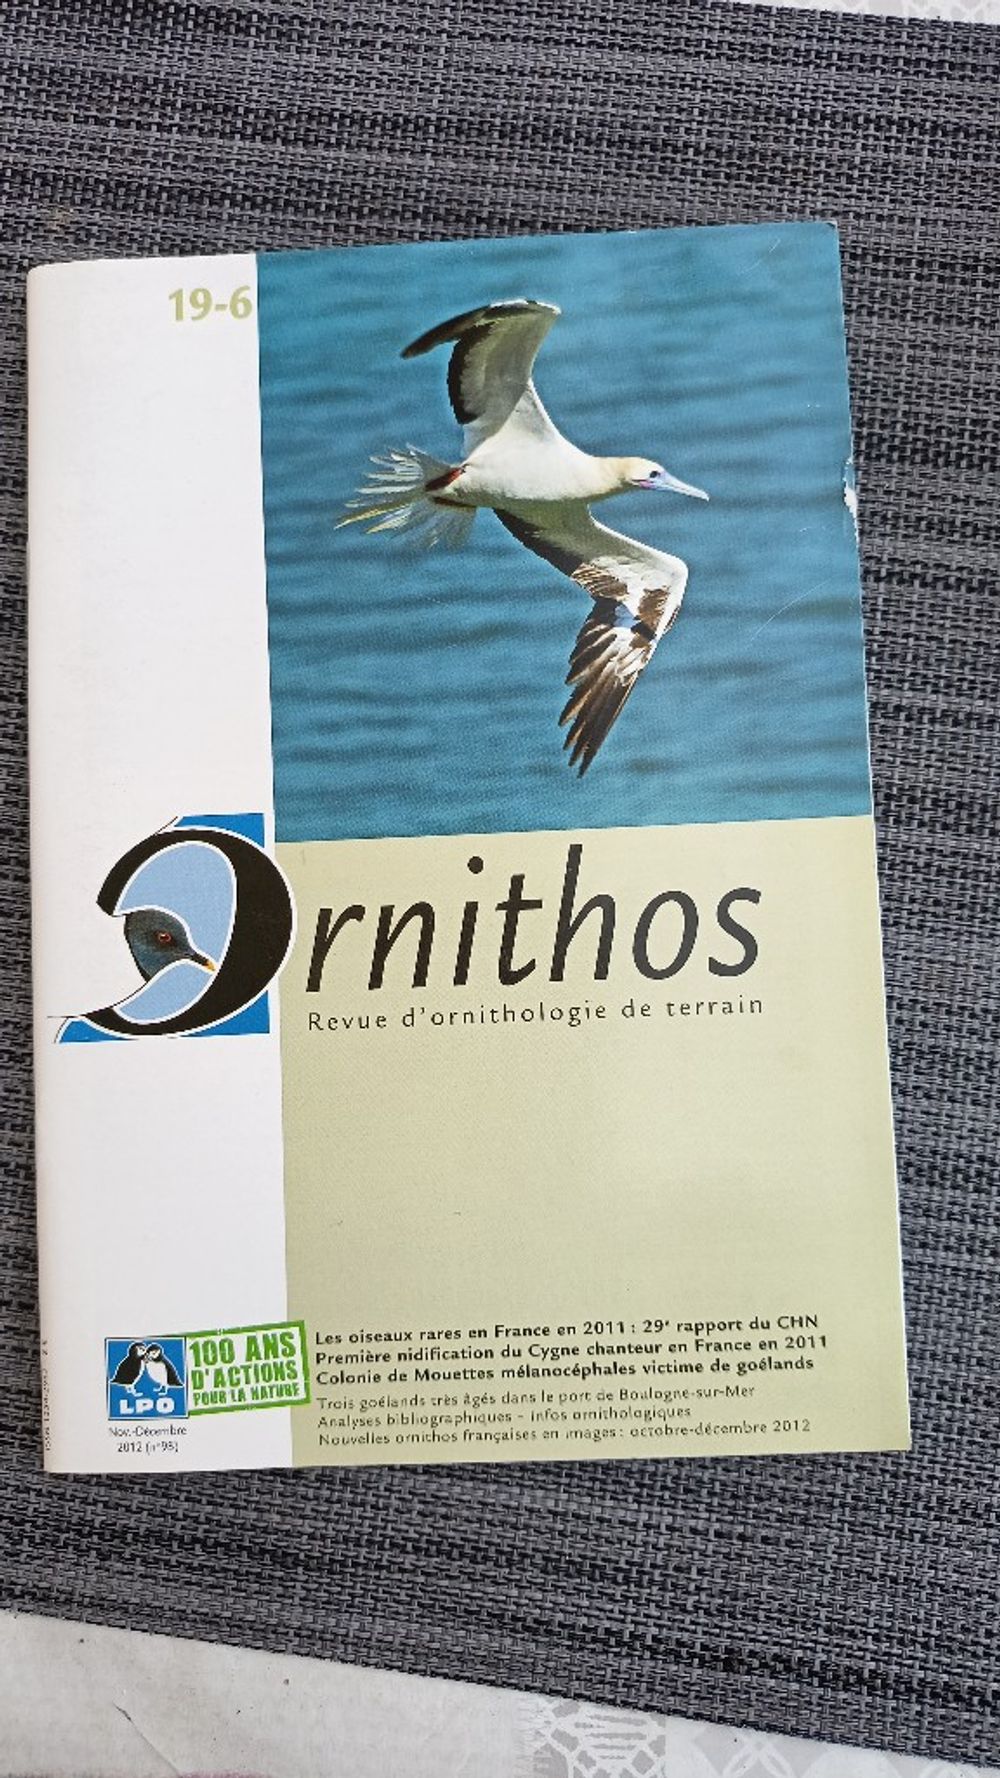 19-6
Ornithos
Revue d'ornithologie de terrain
Les oiseaux rares en France en 2011 : 29e rapport du CHN
Première nidification du Cygne chanteur en France en 2011
Colonie de Mouettes mélanocéphales victime de goélands
Trois goélands très âgés dans le port de Boulogne-sur-Mer
Analyses bibliographiques - infos ornithologiques
Nouvelles ornithos françaises en images : octobre-décembre 2012
LPO
100 ANS
D'ACTIONS
POUR LA NATURE
Nov.-Décembre
2012 (n°98)
ISSN